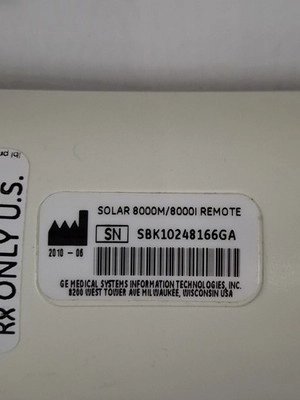 SOLAR 8000M/8000I REMOTE
SN SBK10248166GA
2010 - 06
GE MEDICAL SYSTEMS INFORMATION TECHNOLOGIES, INC.
8200 WEST TOWER AVE MILWAUKEE, WISCONSIN USA
Rx ONLY U.S.